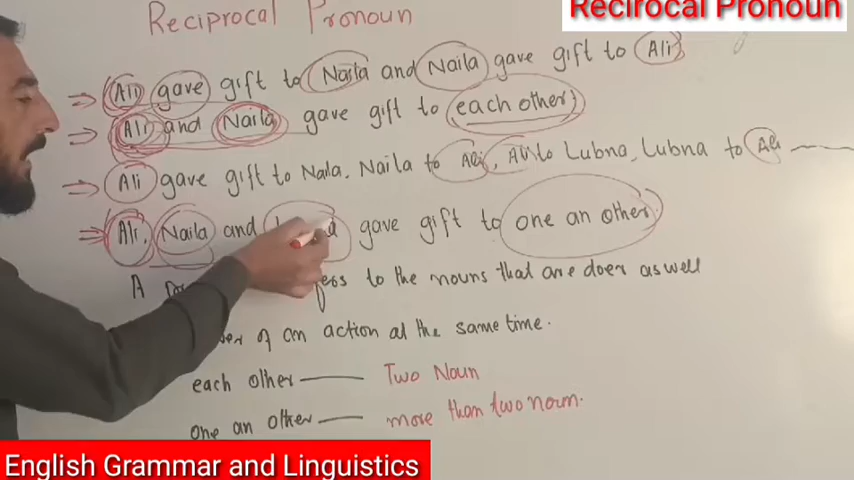 Recirocal Pronoun
Reciprocal Pronoun
⇒ Ali gave gift to Naila and Naila gave gift to Ali
⇒ Ali and Naila gave gift to each other
⇒ Ali gave gift to Naila. Naila to Ali, Ali to Lubna, Lubna to Ali
⇒ Ali, Naila and gave gift to one an other
A to the nouns that are doer as well
of an action at the same time.
each other —— Two Noun
one an other —— more than two noun.
English Grammar and Linguistics